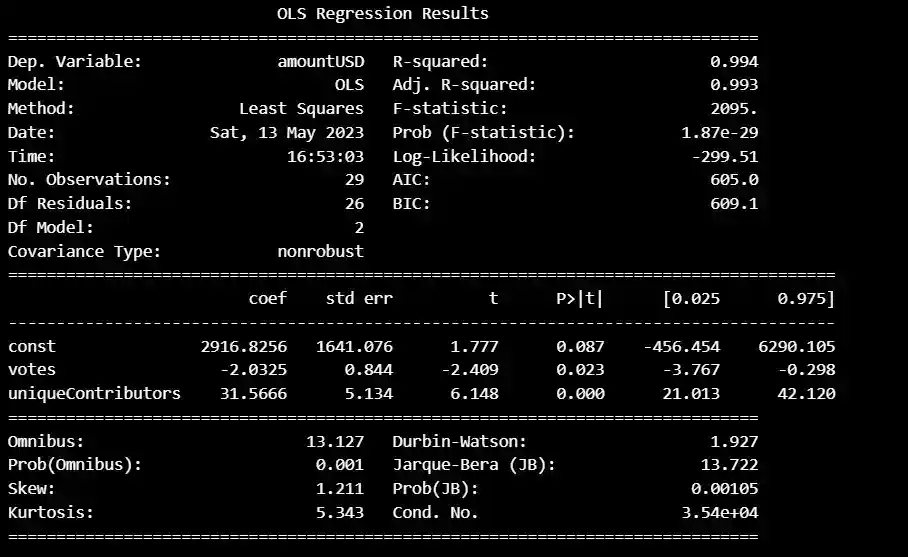 OLS Regression Results
==============================================================================
Dep. Variable: amountUSD R-squared: 0.994
Model: OLS Adj. R-squared: 0.993
Method: Least Squares F-statistic: 2095.
Date: Sat, 13 May 2023 Prob (F-statistic): 1.87e-29
Time: 16:53:03 Log-Likelihood: -299.51
No. Observations: 29 AIC: 605.0
Df Residuals: 26 BIC: 609.1
Df Model: 2
Covariance Type: nonrobust
======================================================================================
coef std err t P>|t| [0.025 0.975]
--------------------------------------------------------------------------------------
const 2916.8256 1641.076 1.777 0.087 -456.454 6290.105
votes -2.0325 0.844 -2.409 0.023 -3.767 -0.298
uniqueContributors 31.5666 5.134 6.148 0.000 21.013 42.120
==============================================================================
Omnibus: 13.127 Durbin-Watson: 1.927
Prob(Omnibus): 0.001 Jarque-Bera (JB): 13.722
Skew: 1.211 Prob(JB): 0.00105
Kurtosis: 5.343 Cond. No. 3.54e+04
==============================================================================